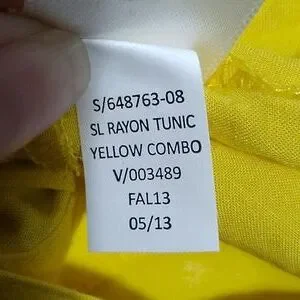 S/648763-08
SL RAYON TUNIC
YELLOW COMBO
V/003489
FAL13
05/13